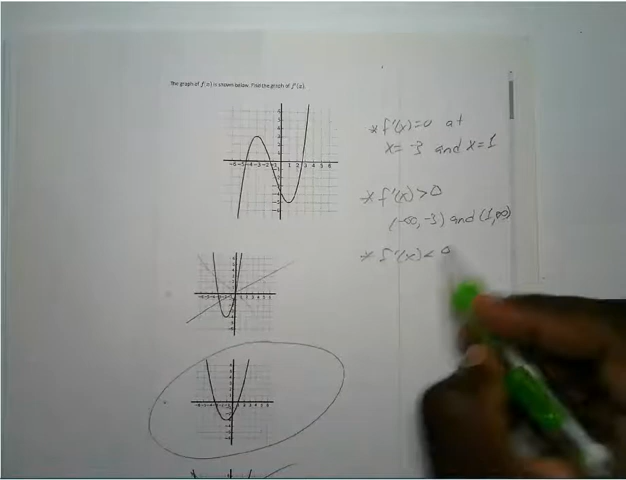 The graph of f(x) is shown below. Find the graph of f'(x).
* f'(x)=0 at
x= -3 and x=1
* f'(x)>0
(-∞,-3) and (1,∞)
* f'(x)<0